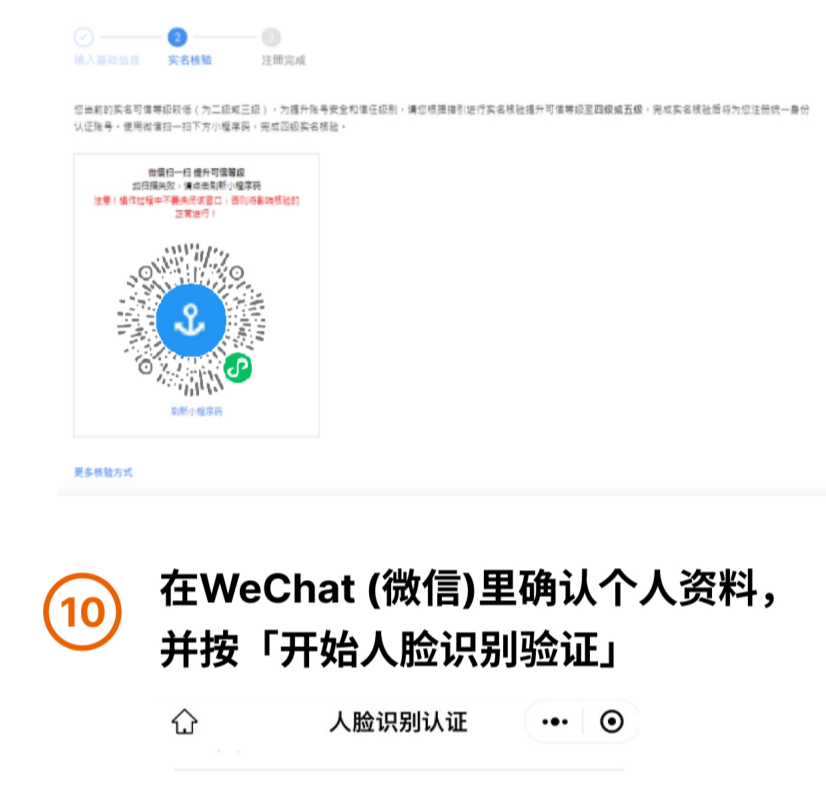 2
3
输入基础信息
实名核验
注册完成
您当前的实名可信等级较低(为二级或三级)，为提升账号安全和信任级别，请您根据指引进行实名核验提升可信等级至四级或五级，完成实名核验后将为您注册统一身份
认证账号。使用微信扫一扫下方小程序码，完成四级实名核验。
微信扫一扫 提升可信等级
如扫描失败，请点击刷新小程序码
注意！操作过程中不要关闭该窗口，否则将影响核验的
正常进行！
刷新小程序码
更多核验方式
10
在WeChat (微信)里确认个人资料，
并按「开始人脸识别验证」
人脸识别认证